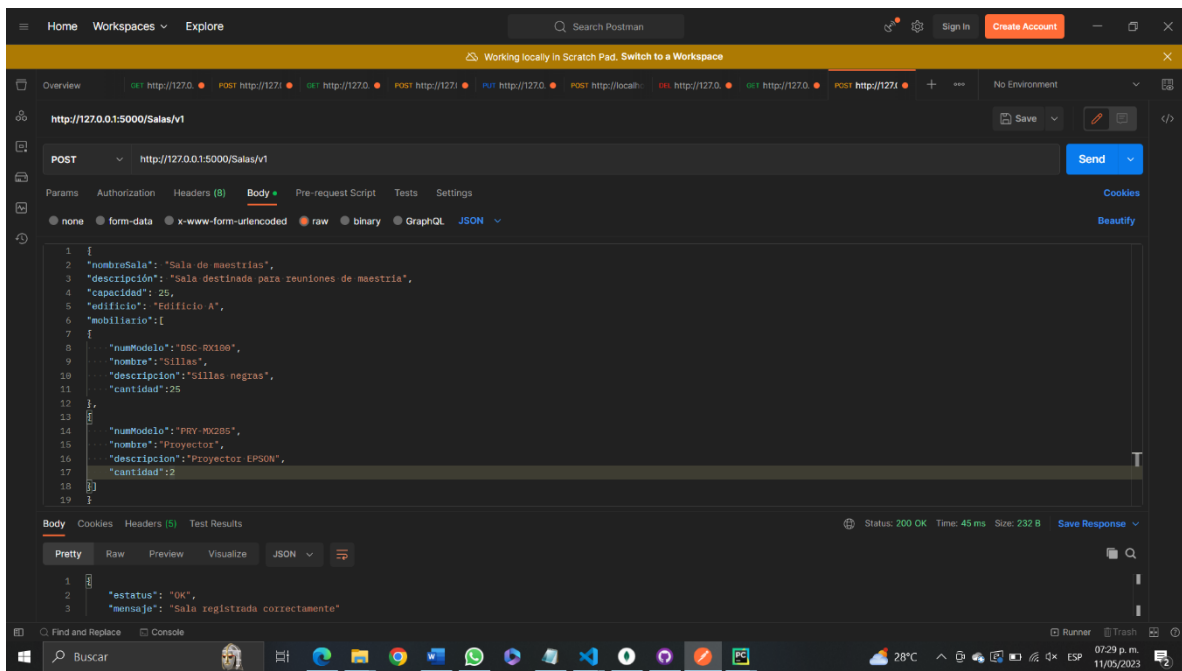 Home Workspaces Explore Search Postman Sign In Create Account
Working locally in Scratch Pad. Switch to a Workspace
Overview GET http://127.0. POST http://127.( GET http://127.0. POST http://127.( PUT http://127.0. POST http://localh: DEL http://127.0. GET http://127.0. POST http://127.( No Environment
http://127.0.0.1:5000/Salas/v1 Save
POST http://127.0.0.1:5000/Salas/v1 Send
Params Authorization Headers (8) Body Pre-request Script Tests Settings Cookies
none form-data x-www-form-urlencoded raw binary GraphQL JSON Beautify
1 {
2 "nombreSala": "Sala de maestrias",
3 "descripción": "Sala destinada para reuniones de maestria",
4 "capacidad": 25,
5 "edificio": "Edificio A",
6 "mobiliario":[
7 {
8 "numModelo":"DSC-RX100",
9 "nombre":"Sillas",
10 "descripcion":"Sillas negras",
11 "cantidad":25
12 },
13 {
14 "numModelo":"PRY-MX285",
15 "nombre":"Proyector",
16 "descripcion":"Proyector EPSON",
17 "cantidad":2
18 }]
19 }
Body Cookies Headers (5) Test Results Status: 200 OK Time: 45 ms Size: 232 B Save Response
Pretty Raw Preview Visualize JSON
1 {
2 "estatus": "OK",
3 "mensaje": "Sala registrada correctamente"
Find and Replace Console Runner Trash
Buscar 28°C ESP 07:29 p. m.
11/05/2023